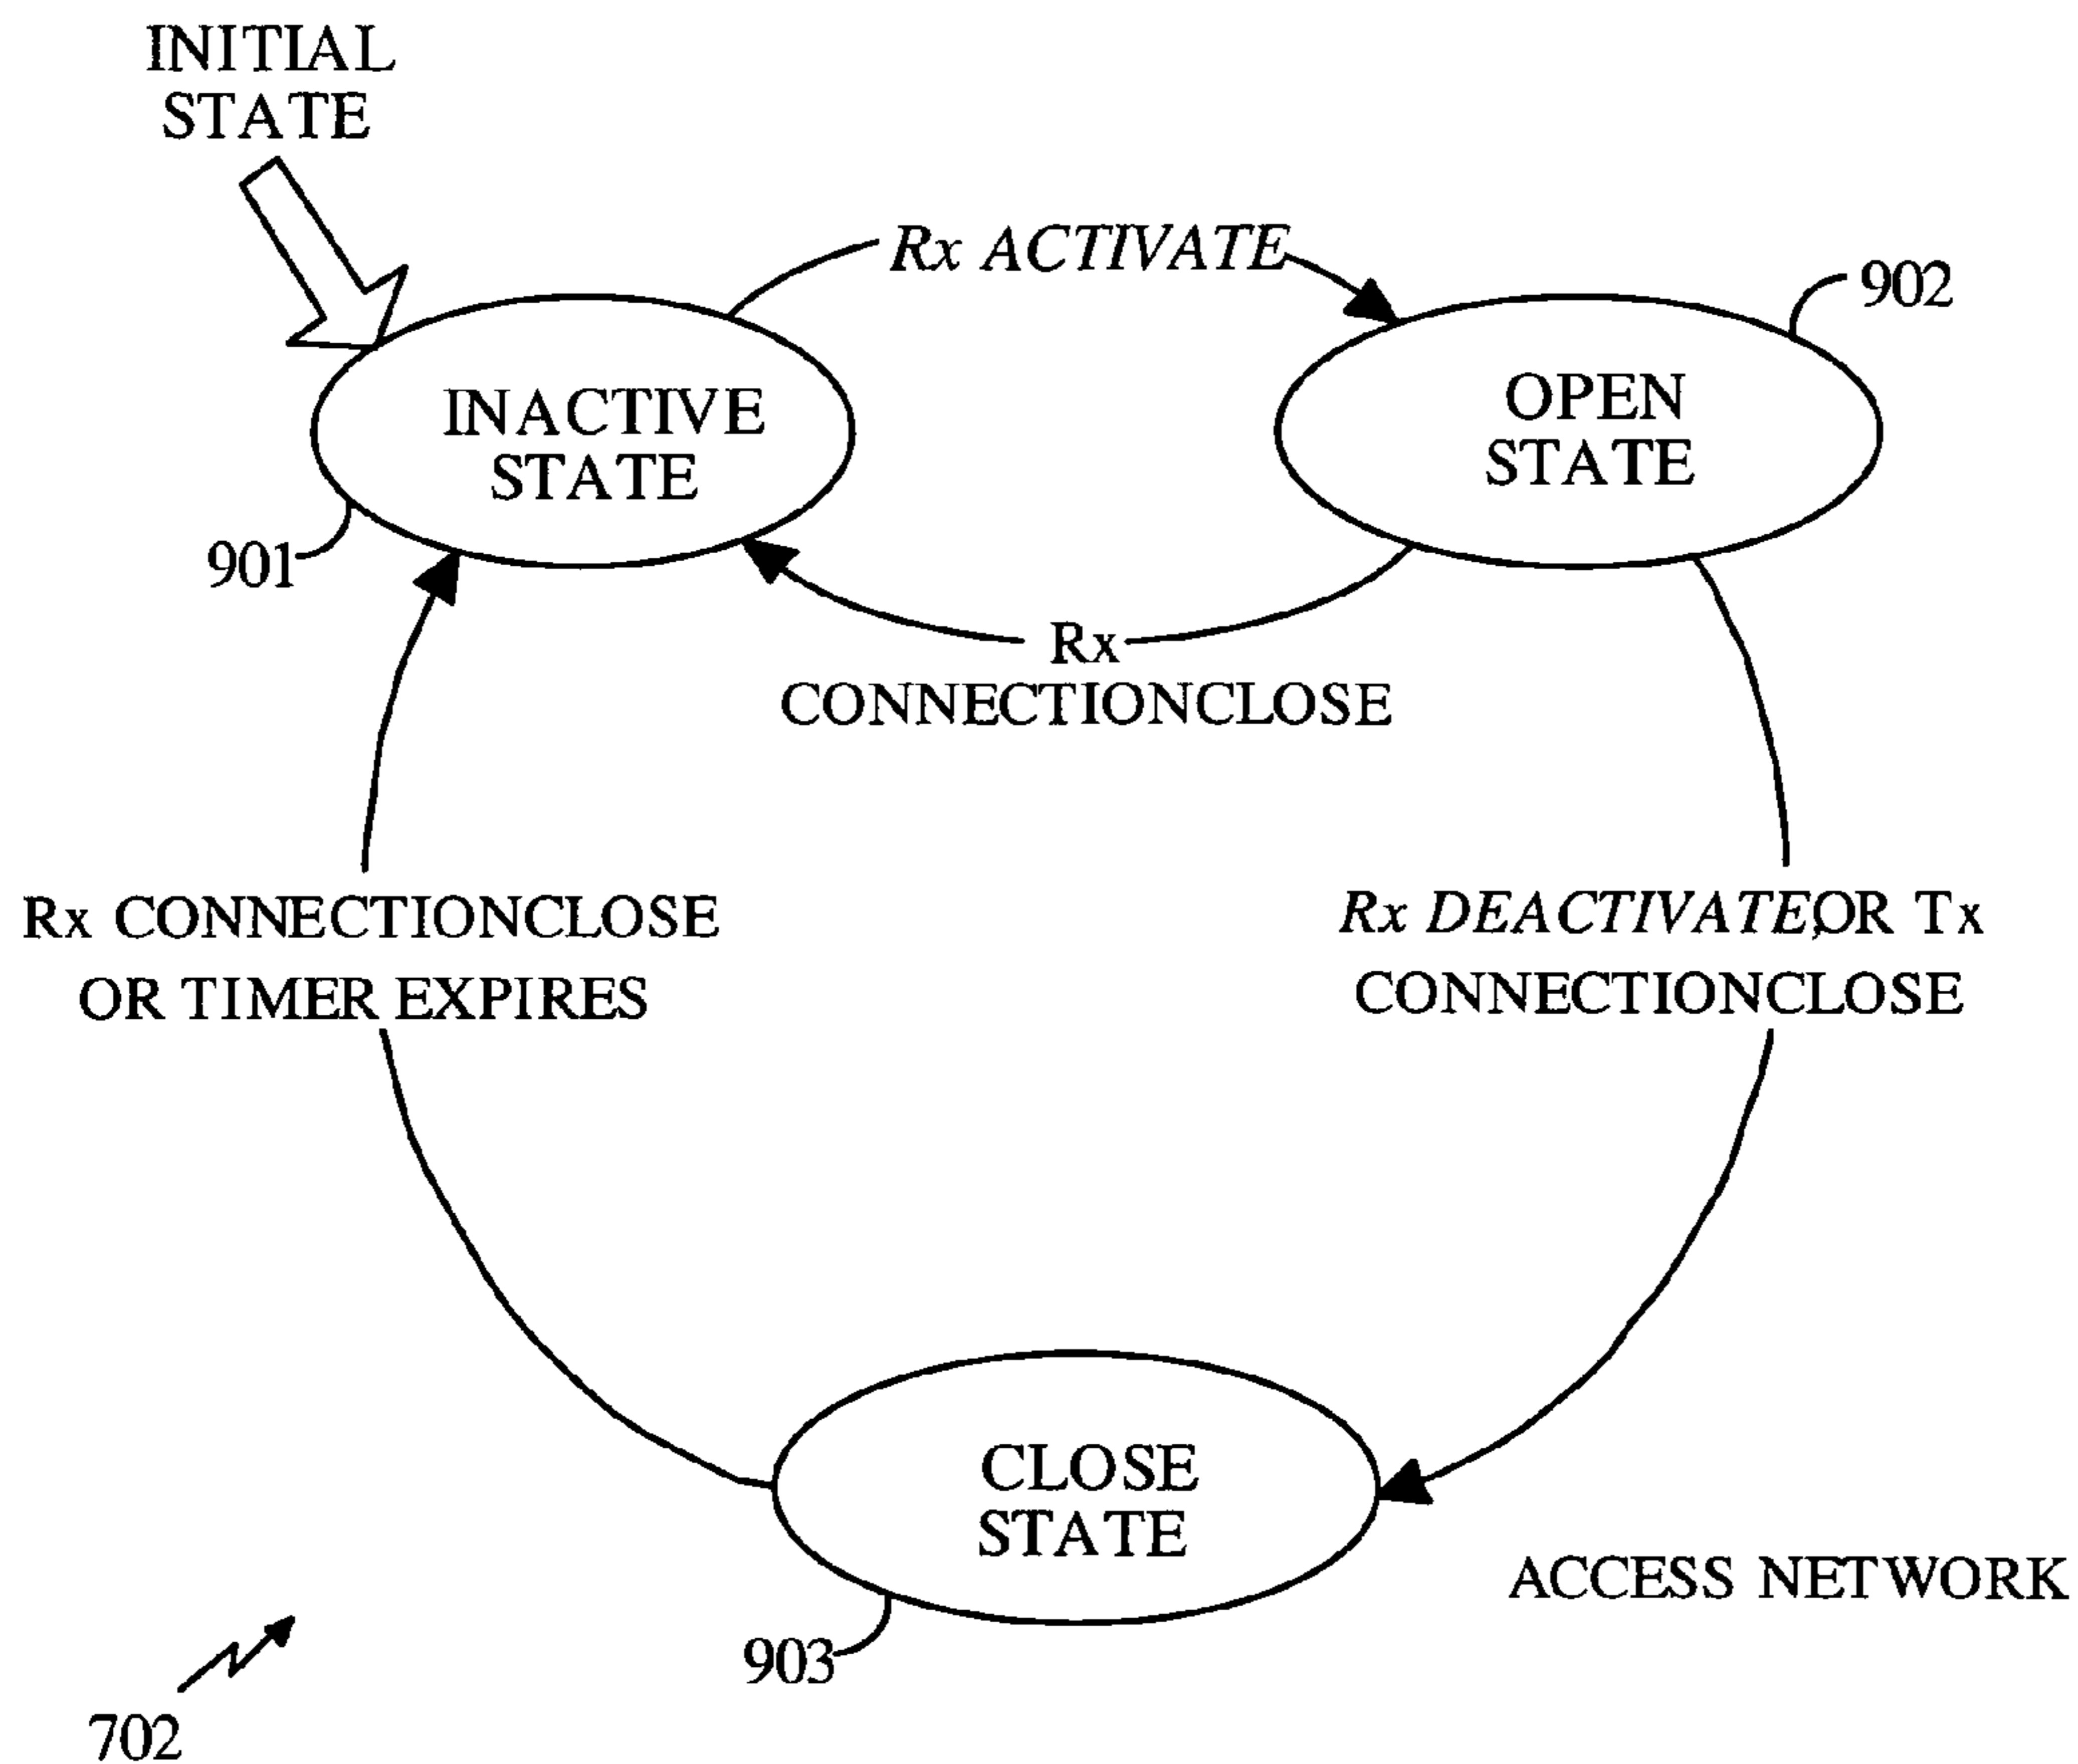 INITIAL
STATE
Rx ACTIVATE
902
INACTIVE
STATE
OPEN
STATE
901
Rx
CONNECTIONCLOSE
Rx CONNECTIONCLOSE
OR TIMER EXPIRES
Rx DEACTIVATE, OR Tx
CONNECTIONCLOSE
CLOSE
STATE
ACCESS NETWORK
903
702